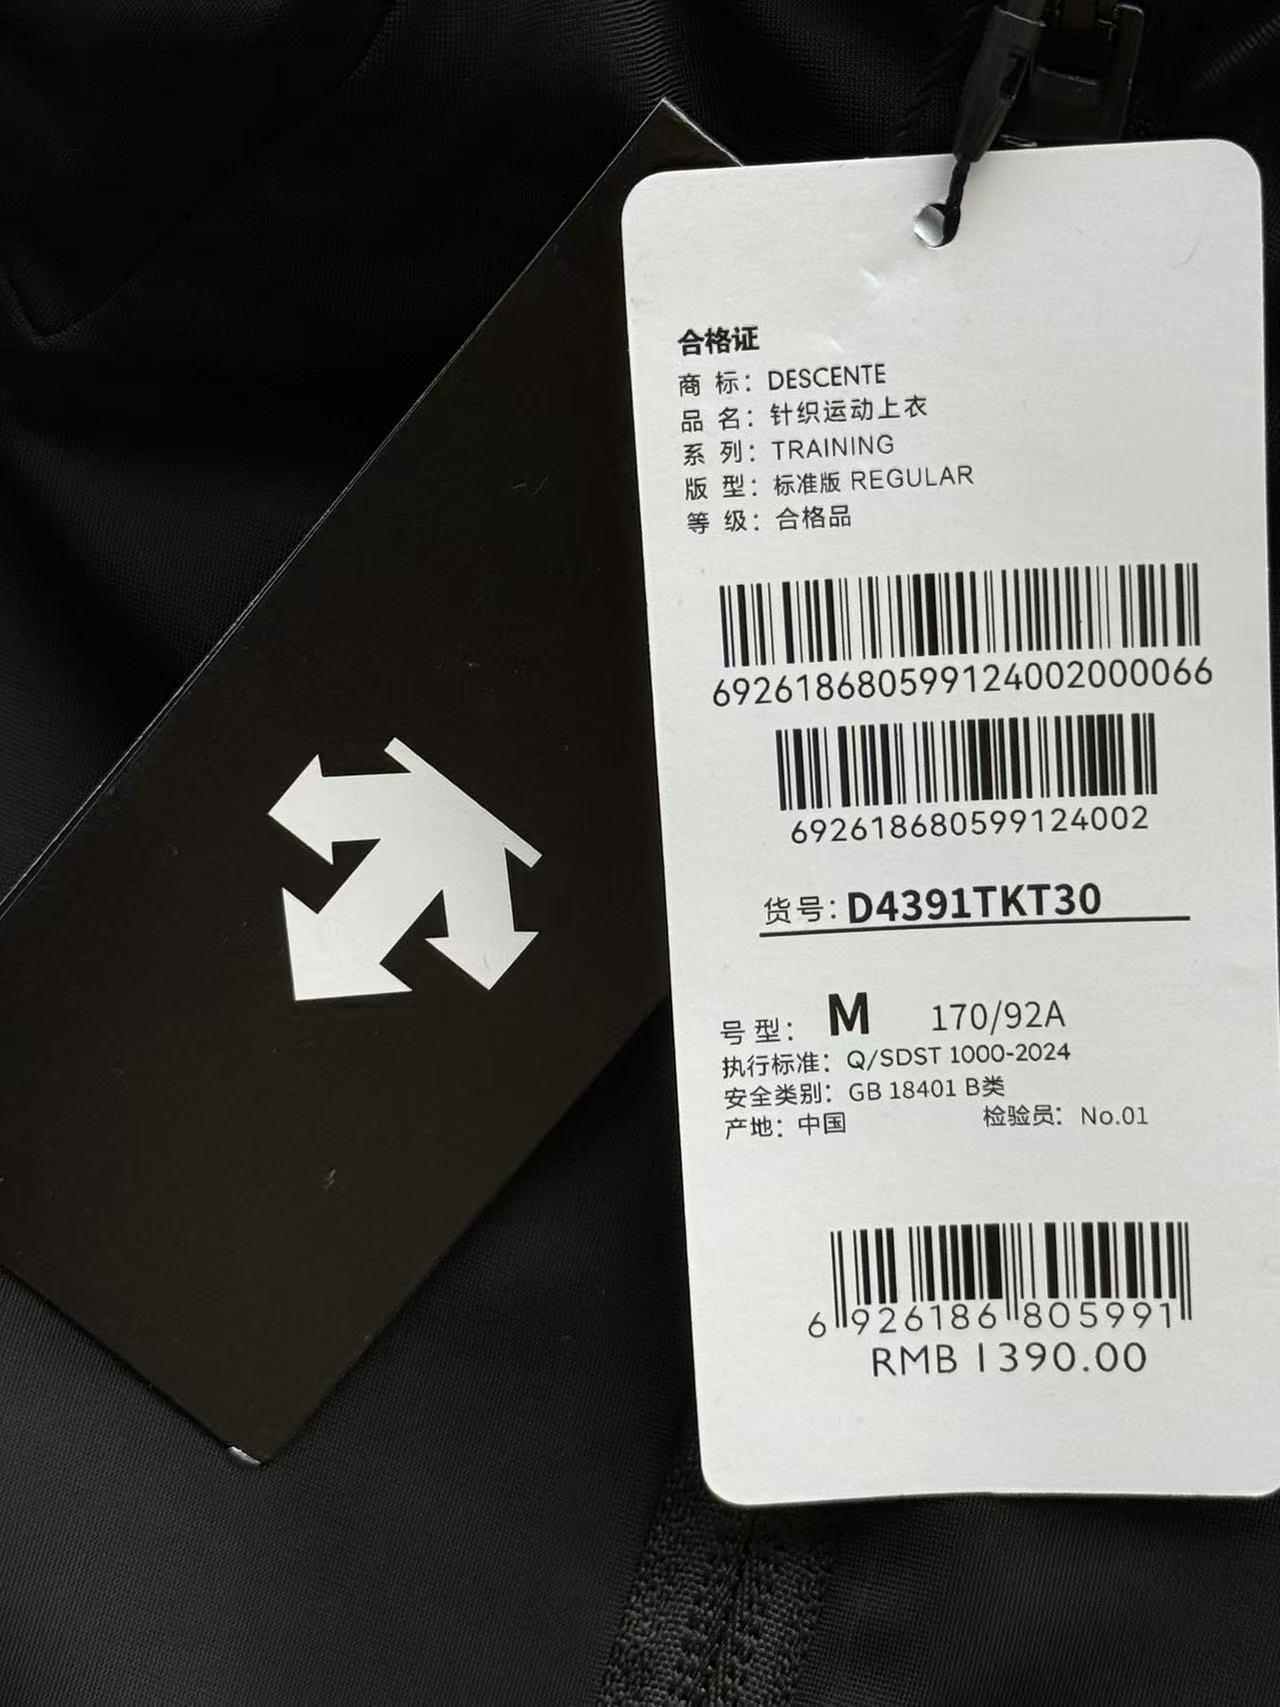 合格证
商 标：DESCENTE
品 名：针织运动上衣
系 列：TRAINING
版 型：标准版 REGULAR
等 级：合格品
692618680599124002000066
692618680599124002
货号：D4391TKT30
号 型：M 170/92A
执行标准：Q/SDST 1000-2024
安全类别：GB 18401 B类
产地：中国 检验员：No.01
6 926186 805991
RMB 1390.00